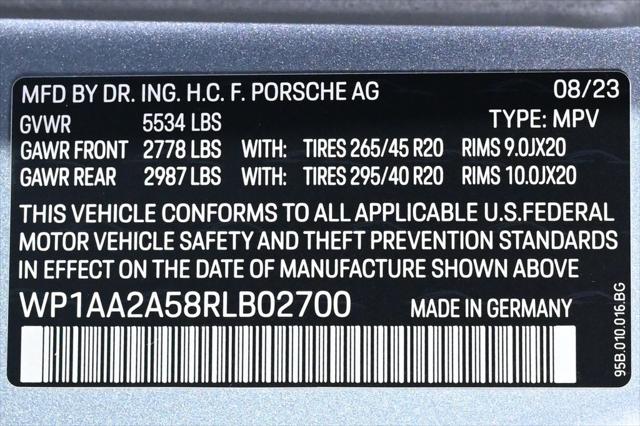 MFD BY DR. ING. H.C. F. PORSCHE AG 08/23
GVWR 5534 LBS TYPE: MPV
GAWR FRONT 2778 LBS WITH: TIRES 265/45 R20 RIMS 9.0JX20
GAWR REAR 2987 LBS WITH: TIRES 295/40 R20 RIMS 10.0JX20
THIS VEHICLE CONFORMS TO ALL APPLICABLE U.S.FEDERAL
MOTOR VEHICLE SAFETY AND THEFT PREVENTION STANDARDS
IN EFFECT ON THE DATE OF MANUFACTURE SHOWN ABOVE
WP1AA2A58RLB02700 MADE IN GERMANY
95B.010.016.BG